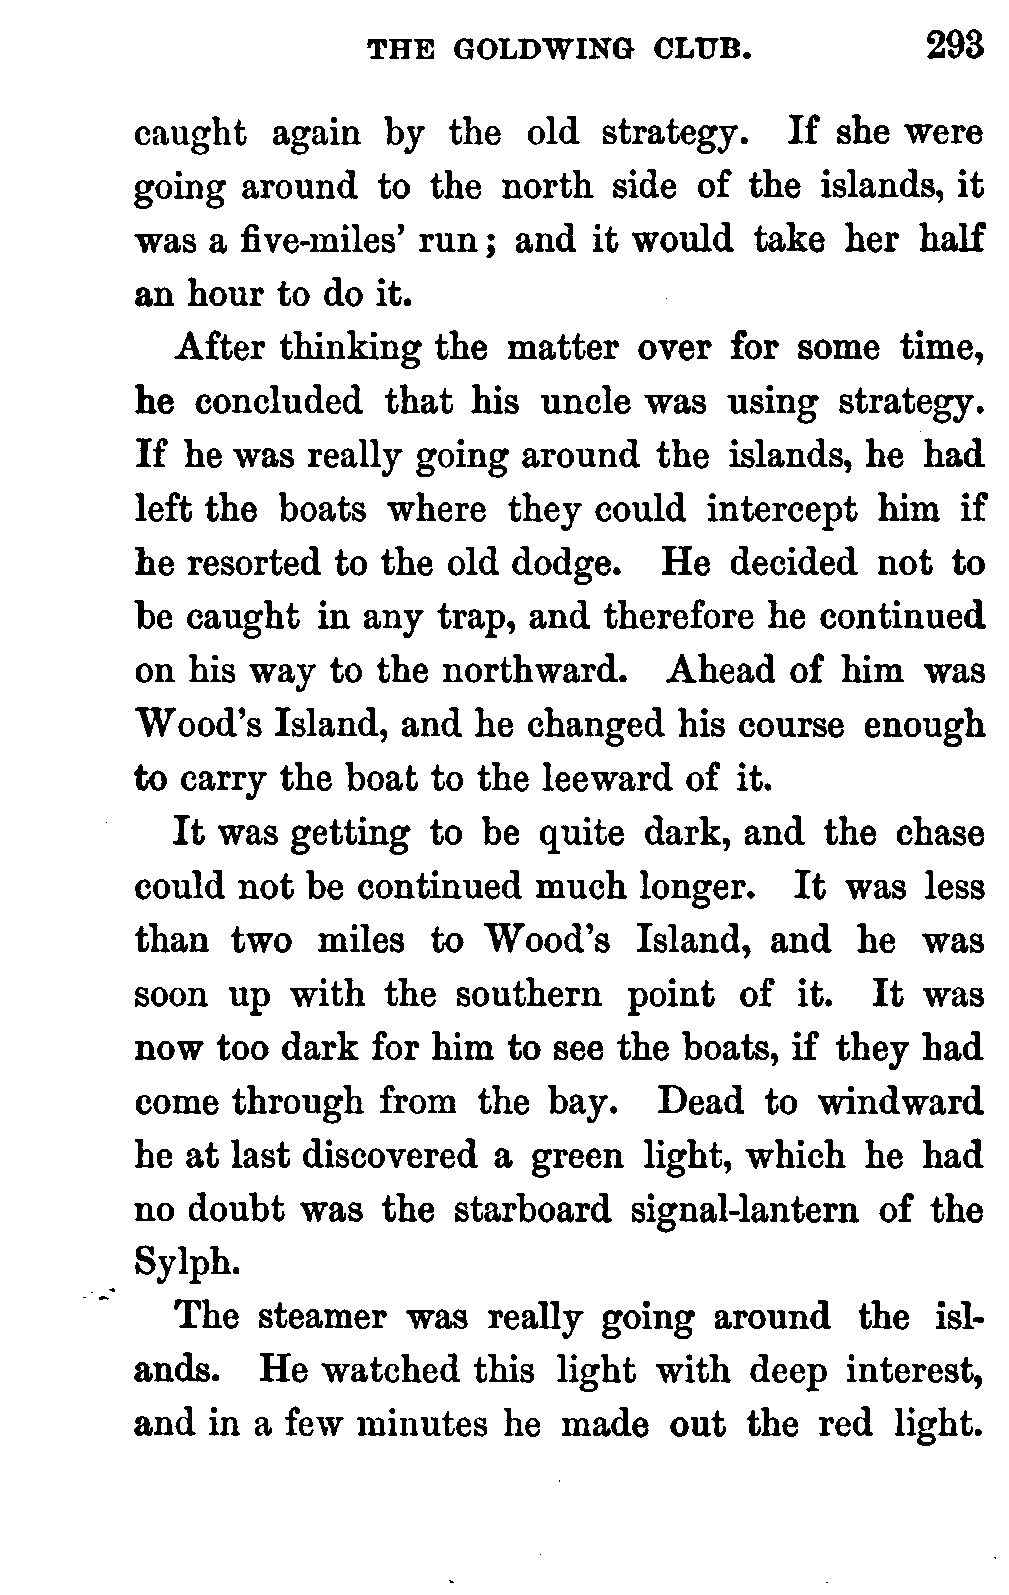 THE GOLDWING CLUB. 293
caught again by the old strategy. If she were
going around to the north side of the islands, it
was a five-miles' run; and it would take her half
an hour to do it.
After thinking the matter over for some time,
he concluded that his uncle was using strategy.
If he was really going around the islands, he had
left the boats where they could intercept him if
he resorted to the old dodge. He decided not to
be caught in any trap, and therefore he continued
on his way to the northward. Ahead of him was
Wood's Island, and he changed his course enough
to carry the boat to the leeward of it.
It was getting to be quite dark, and the chase
could not be continued much longer. It was less
than two miles to Wood's Island, and he was
soon up with the southern point of it. It was
now too dark for him to see the boats, if they had
come through from the bay. Dead to windward
he at last discovered a green light, which he had
no doubt was the starboard signal-lantern of the
Sylph.
The steamer was really going around the isl-
ands. He watched this light with deep interest,
and in a few minutes he made out the red light.